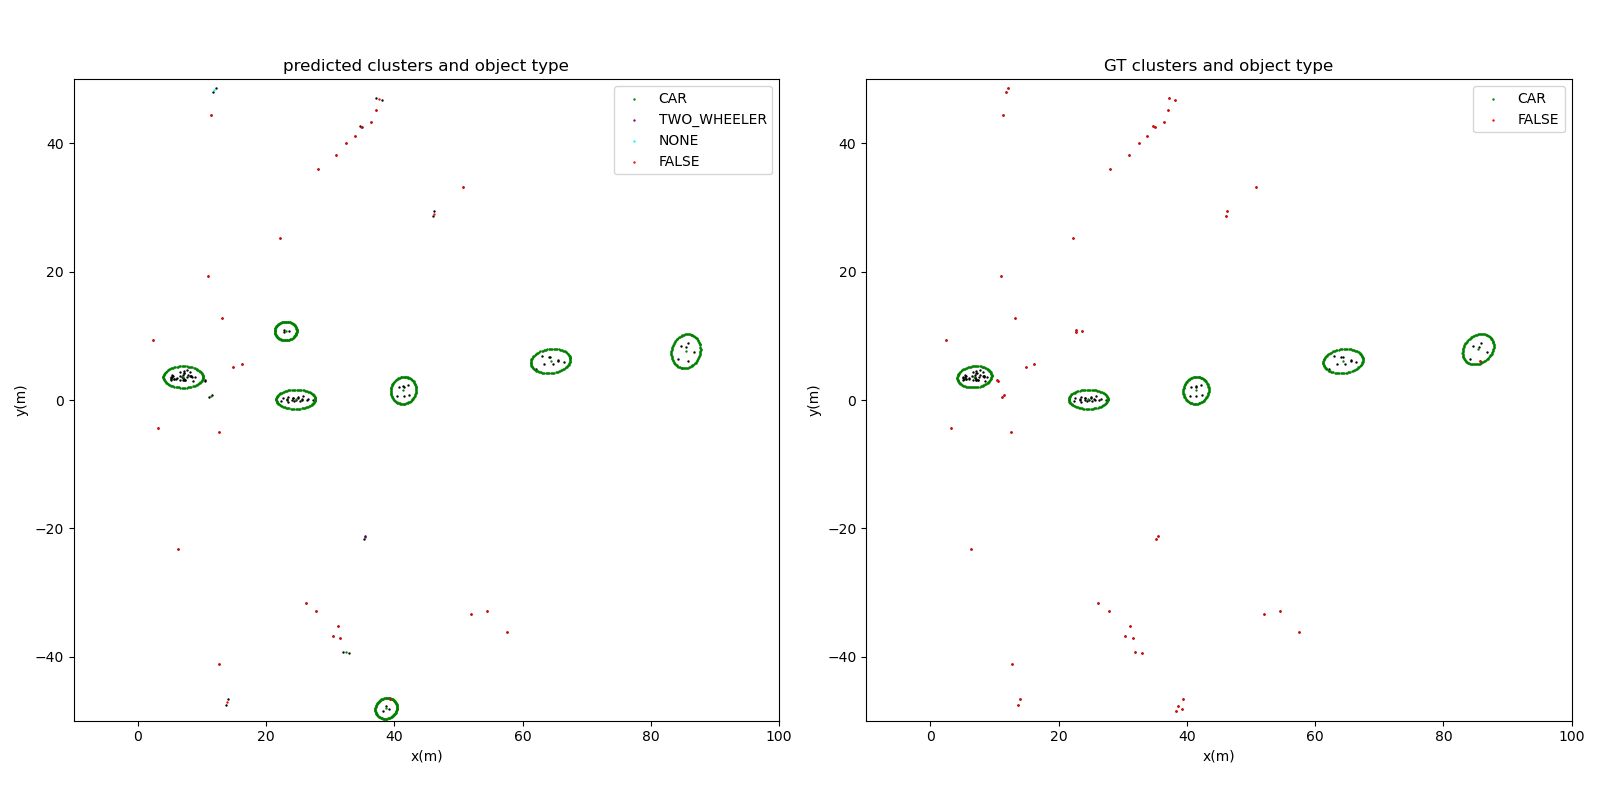 predicted clusters and object type
CAR
TWO_WHEELER
NONE
FALSE
40
20
0
−20
−40
y(m)
0
20
40
60
80
100
x(m)
GT clusters and object type
CAR
FALSE
40
20
0
−20
−40
y(m)
0
20
40
60
80
100
x(m)